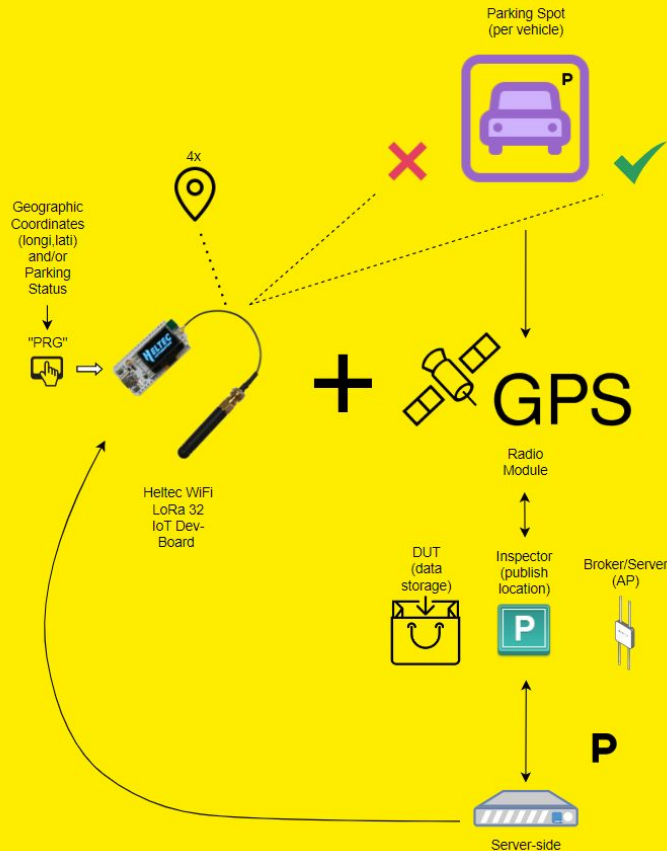 Parking Spot
(per vehicle)
P
4x
Geographic
Coordinates
(longi,lati)
and/or
Parking
Status
"PRG"
HELTEC
GPS
Heltec WiFi
LoRa 32
IoT Dev-
Board
Radio
Module
DUT
(data
storage)
Inspector
(publish
location)
Broker/Server
(AP)
P
P
Server-side